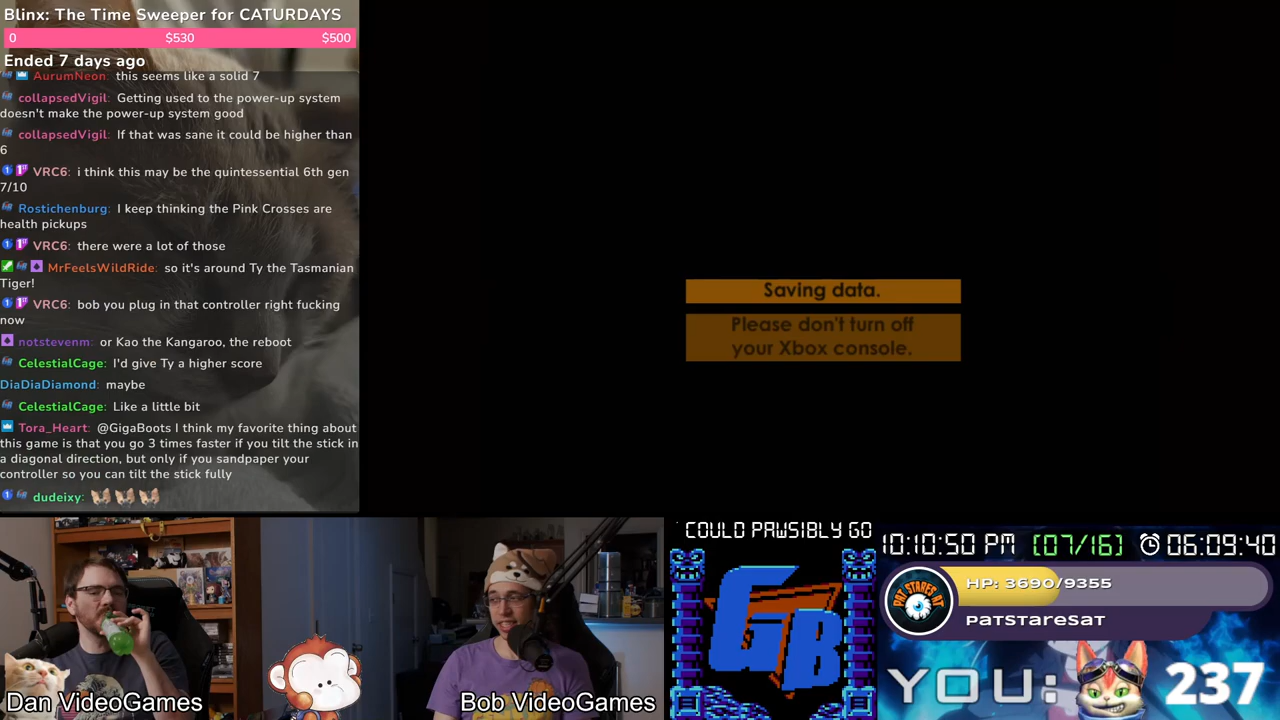 Blinx: The Time Sweeper for CATURDAYS
0 $530 $500
Ended 7 days ago
AurumNeon: this seems like a solid 7
collapsedVigil: Getting used to the power-up system
doesn't make the power-up system good
collapsedVigil: If that was sane it could be higher than
6
VRC6: i think this may be the quintessential 6th gen
7/10
Rostichenburg: I keep thinking the Pink Crosses are
health pickups
VRC6: there were a lot of those
MrFeelsWildRide: so it's around Ty the Tasmanian
Tiger!
VRC6: bob you plug in that controller right fucking
now
notstevenm: or Kao the Kangaroo, the reboot
CelestialCage: I'd give Ty a higher score
DiaDiaDiamond: maybe
CelestialCage: Like a little bit
Tora_Heart: @GigaBoots I think my favorite thing about
this game is that you go 3 times faster if you tilt the stick in
a diagonal direction, but only if you sandpaper your
controller so you can tilt the stick fully
dudeixy:
Saving data.
Please don't turn off
your Xbox console.
Dan VideoGames
Bob VideoGames
COULD PAWSIBLY GO
GB
10:10:50 PM [07/16] 06:09:40
HP: 3690/9355
PAT STARES AT
PatStaresAt
YOU: 237